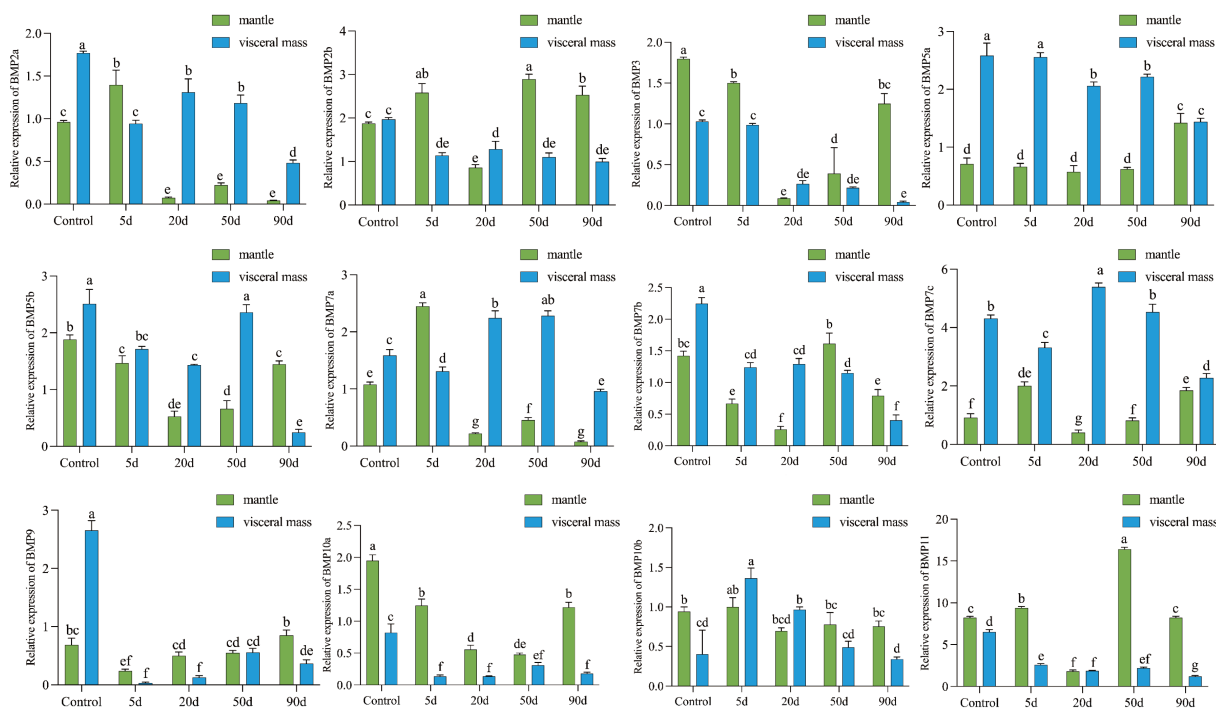 mantle
visceral mass
Relative expression of BMP2a
2.0
1.5
1.0
0.5
0.0
c a b b e b e b e d
Control 5d 20d 50d 90d
mantle
visceral mass
Relative expression of BMP2b
4
3
2
1
0
c c ab de e d a de b de
Control 5d 20d 50d 90d
mantle
visceral mass
Relative expression of BMP3
2.0
1.5
1.0
0.5
0.0
a c b c e de d de bc e
Control 5d 20d 50d 90d
mantle
visceral mass
Relative expression of BMP5a
3
2
1
0
d a d a d b d b c c
Control 5d 20d 50d 90d
mantle
visceral mass
Relative expression of BMP5b
3
2
1
0
b a c bc de c d a c e
Control 5d 20d 50d 90d
mantle
visceral mass
Relative expression of BMP7a
3
2
1
0
e c a d g b f ab g e
Control 5d 20d 50d 90d
mantle
visceral mass
Relative expression of BMP7b
2.5
2.0
1.5
1.0
0.5
0.0
bc a e cd f cd b d e f
Control 5d 20d 50d 90d
mantle
visceral mass
Relative expression of BMP7c
6
4
2
0
f b de c g a f b e d
Control 5d 20d 50d 90d
mantle
visceral mass
Relative expression of BMP9
3
2
1
0
bc a ef f cd f cd cd b de
Control 5d 20d 50d 90d
mantle
visceral mass
Relative expression of BMP10a
2.5
2.0
1.5
1.0
0.5
0.0
a c b f d f de ef b f
Control 5d 20d 50d 90d
mantle
visceral mass
Relative expression of BMP10b
2.0
1.5
1.0
0.5
0.0
b cd ab a bcd b bc cd bc d
Control 5d 20d 50d 90d
mantle
visceral mass
Relative expression of BMP11
20
15
10
5
0
c d b e f f a ef c g
Control 5d 20d 50d 90d